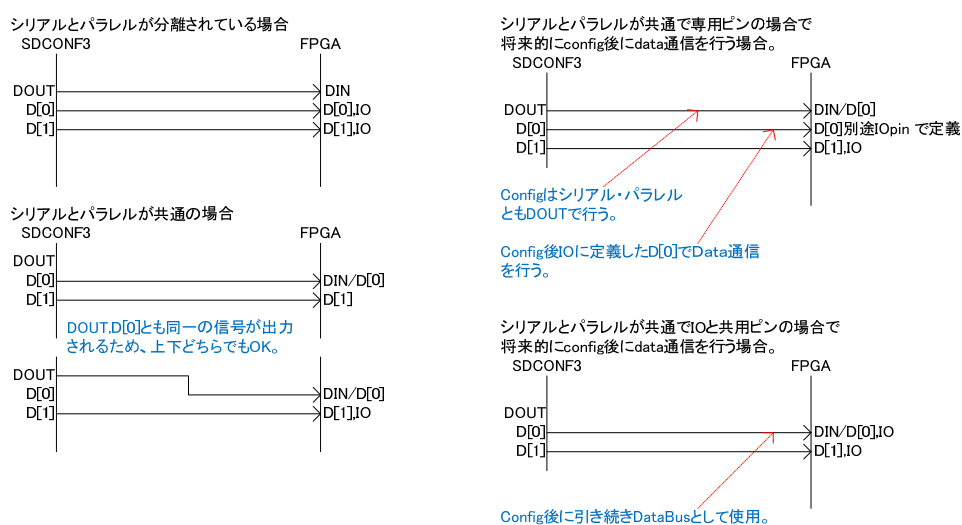 シリアルとパラレルが分離されている場合
SDCONF3 FPGA
DOUT DIN
D[0] D[0],IO
D[1] D[1],IO
シリアルとパラレルが共通の場合
SDCONF3 FPGA
DOUT
D[0] DIN/D[0]
D[1] D[1]
DOUT,D[0]とも同一の信号が出力
されるため、上下どちらでもOK。
DOUT
D[0] DIN/D[0]
D[1] D[1],IO
シリアルとパラレルが共通で専用ピンの場合で
将来的にconfig後にdata通信を行う場合。
SDCONF3 FPGA
DOUT DIN/D[0]
D[0] D[0]別途IOpin で定義
D[1] D[1],IO
Configはシリアル・パラレル
ともDOUTで行う。
Config後IOに定義したD[0]でData通信
を行う。
シリアルとパラレルが共通でIOと共用ピンの場合で
将来的にconfig後にdata通信を行う場合。
SDCONF3 FPGA
DOUT
D[0] DIN/D[0],IO
D[1] D[1],IO
Config後に引き続きDataBusとして使用。